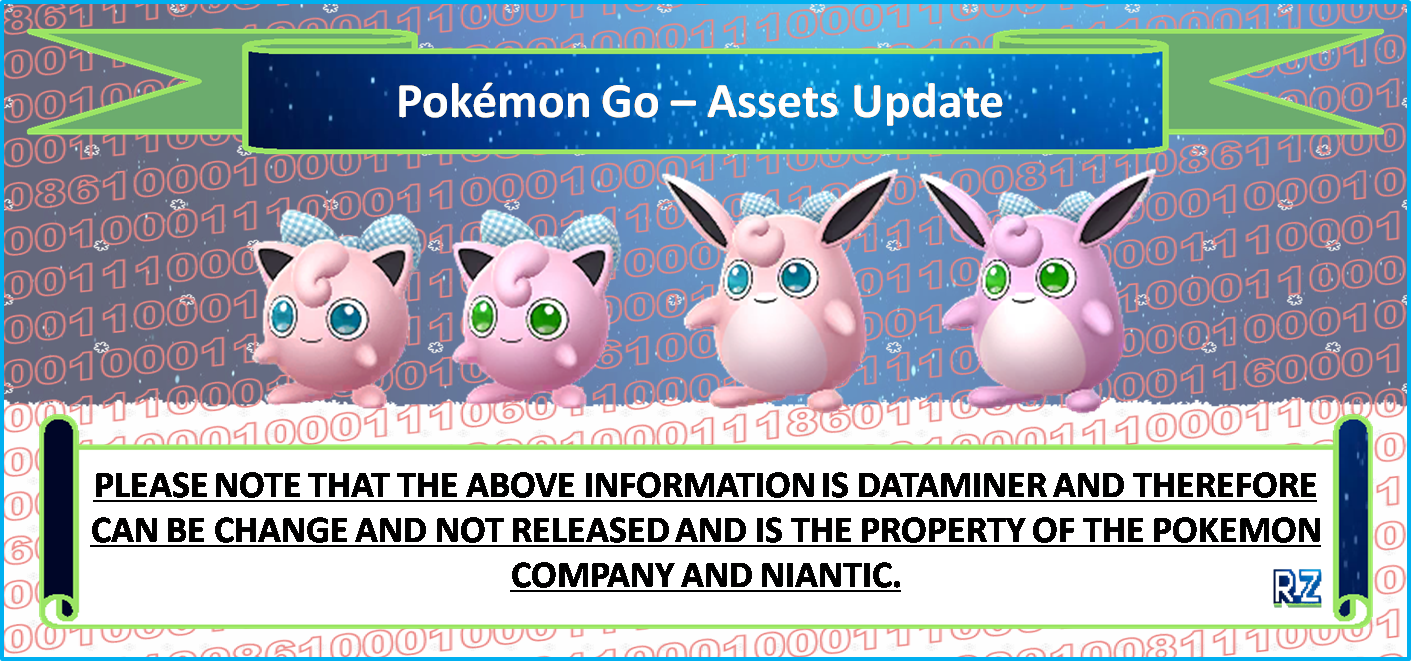 Pokémon Go – Assets Update
PLEASE NOTE THAT THE ABOVE INFORMATION IS DATAMINER AND THEREFORE
CAN BE CHANGE AND NOT RELEASED AND IS THE PROPERTY OF THE POKEMON
COMPANY AND NIANTIC.
RZ